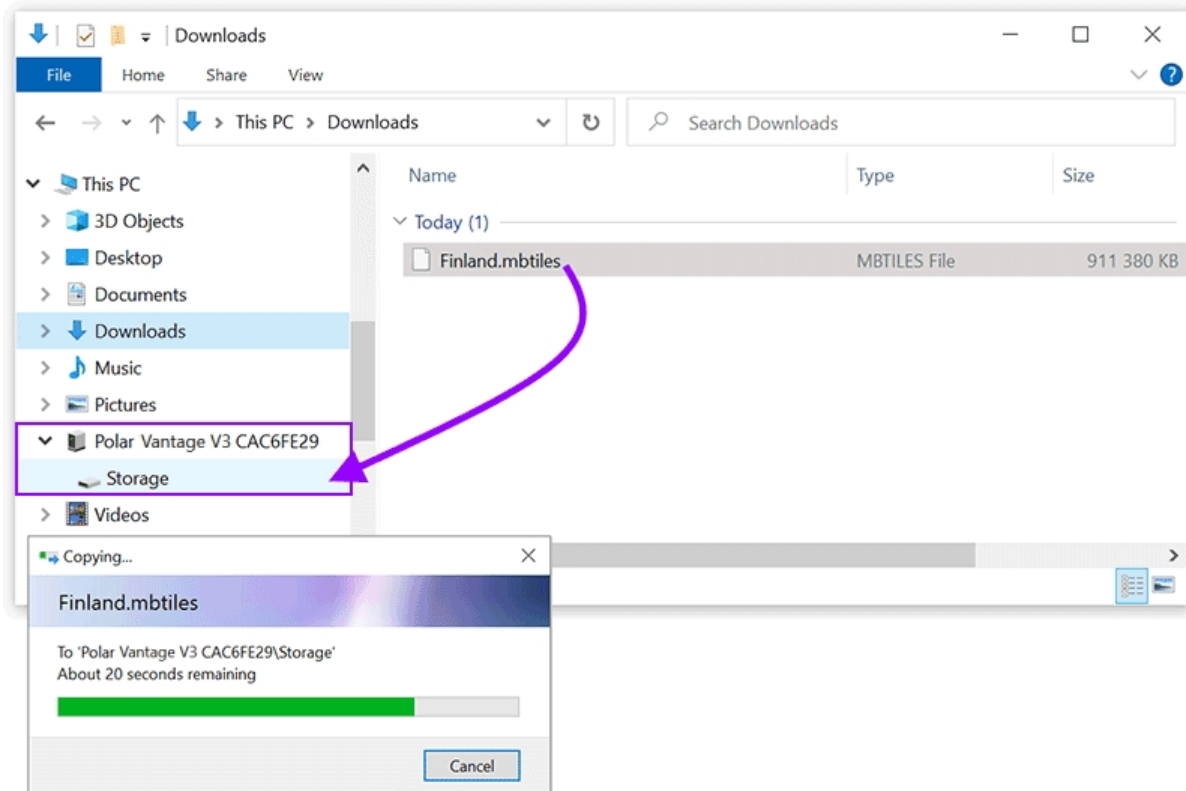 Downloads
File Home Share View
This PC > Downloads
Search Downloads
This PC
3D Objects
Desktop
Documents
Downloads
Music
Pictures
Polar Vantage V3 CAC6FE29
Storage
Videos
Name Type Size
Today (1)
Finland.mbtiles MBTILES File 911 380 KB
Copying...
Finland.mbtiles
To 'Polar Vantage V3 CAC6FE29\Storage'
About 20 seconds remaining
Cancel